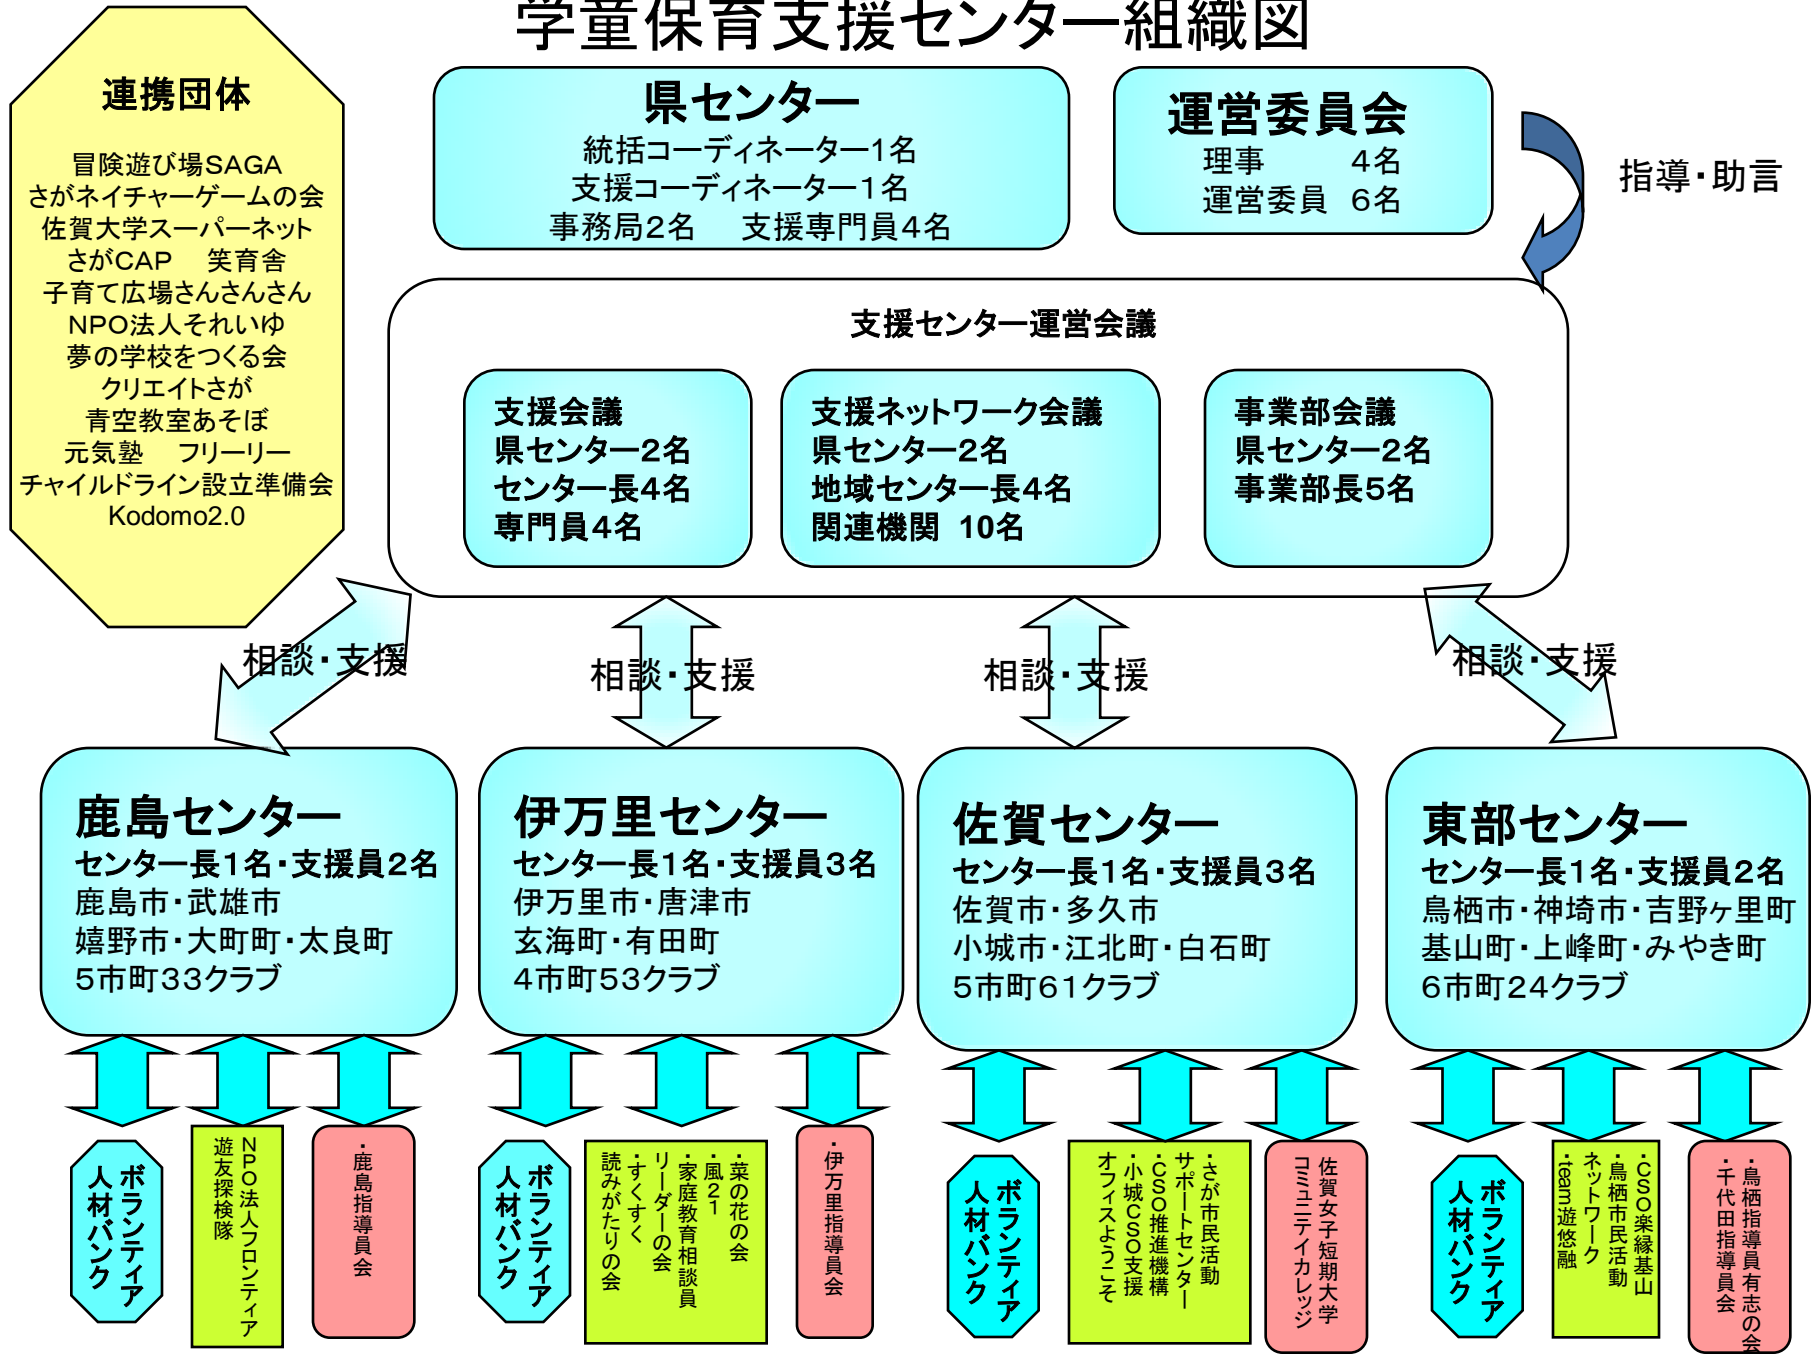 学童保育支援センター組織図
連携団体
冒険遊び場SAGA
さがネイチャーゲームの会
佐賀大学スーパーネット
さがCAP 笑育舎
子育て広場さんさんさん
NPO法人それいゆ
夢の学校をつくる会
クリエイトさが
青空教室あそぼ
元気塾 フリーリー
チャイルドライン設立準備会
Kodomo2.0
県センター
統括コーディネーター1名
支援コーディネーター1名
事務局2名 支援専門員4名
運営委員会
理事 4名
運営委員 6名
指導・助言
支援センター運営会議
支援会議
県センター2名
センター長4名
専門員4名
支援ネットワーク会議
県センター2名
地域センター長4名
関連機関 10名
事業部会議
県センター2名
事業部長5名
相談・支援
相談・支援
相談・支援
相談・支援
鹿島センター
センター長1名・支援員2名
鹿島市・武雄市
嬉野市・大町町・太良町
5市町33クラブ
伊万里センター
センター長1名・支援員3名
伊万里市・唐津市
玄海町・有田町
4市町53クラブ
佐賀センター
センター長1名・支援員3名
佐賀市・多久市
小城市・江北町・白石町
5市町61クラブ
東部センター
センター長1名・支援員2名
鳥栖市・神埼市・吉野ヶ里町
基山町・上峰町・みやき町
6市町24クラブ
ボランティア
人材バンク
NPO法人フロンティア
遊友探検隊
・鹿島指導員会
ボランティア
人材バンク
・菜の花の会
・風21
・家庭教育相談員
リーダーの会
・すくすく
読みがたりの会
・伊万里指導員会
ボランティア
人材バンク
・さが市民活動
サポートセンター
・CSO推進機構
・小城CSO支援
オフィスようこそ
佐賀女子短期大学
コミュニテイカレッジ
ボランティア
人材バンク
・CSO楽縁基山
・鳥栖市民活動
ネットワーク
・team遊悠融
・鳥栖指導員有志の会
・千代田指導員会